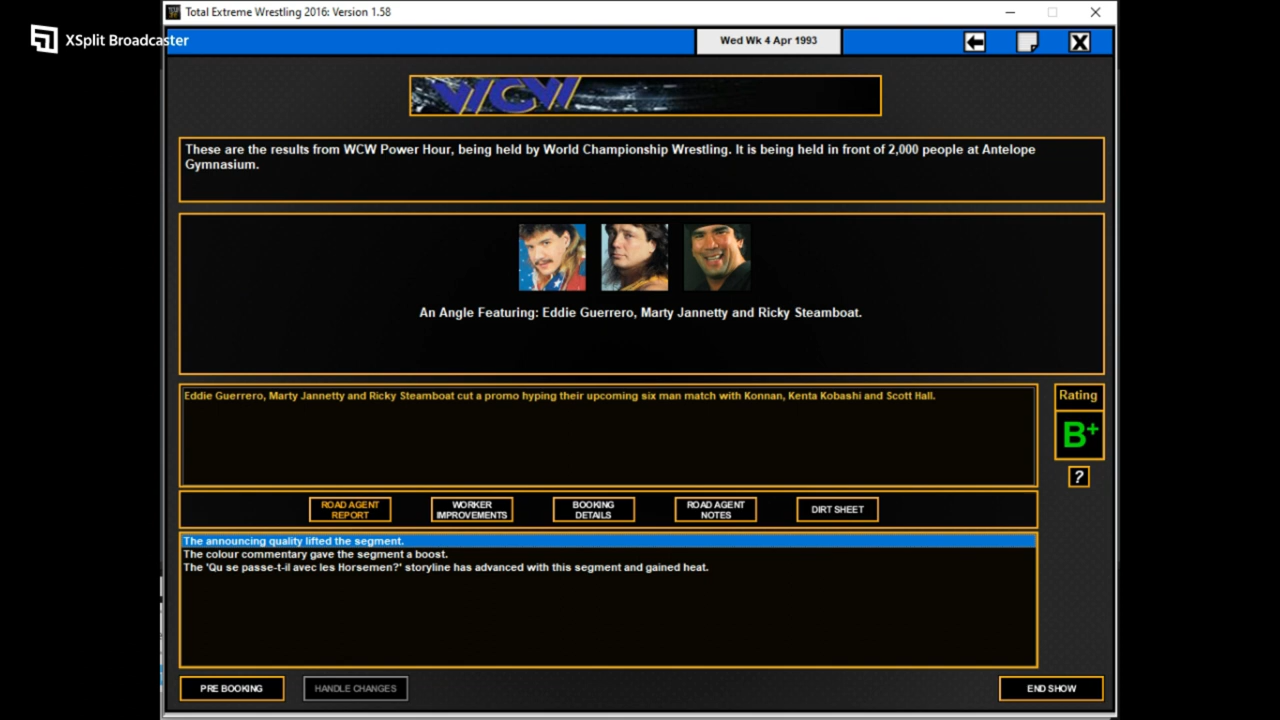 Total Extreme Wrestling 2016: Version 1.58
XSplit Broadcaster
Wed Wk 4 Apr 1993
WCW
These are the results from WCW Power Hour, being held by World Championship Wrestling. It is being held in front of 2,000 people at Antelope
Gymnasium.
An Angle Featuring: Eddie Guerrero, Marty Jannetty and Ricky Steamboat.
Eddie Guerrero, Marty Jannetty and Ricky Steamboat cut a promo hyping their upcoming six man match with Konnan, Kenta Kobashi and Scott Hall.
Rating
B+
?
ROAD AGENT
REPORT
WORKER
IMPROVEMENTS
BOOKING
DETAILS
ROAD AGENT
NOTES
DIRT SHEET
The announcing quality lifted the segment.
The colour commentary gave the segment a boost.
The 'Qu se passe-t-il avec les Horsemen?' storyline has advanced with this segment and gained heat.
PRE BOOKING
HANDLE CHANGES
END SHOW